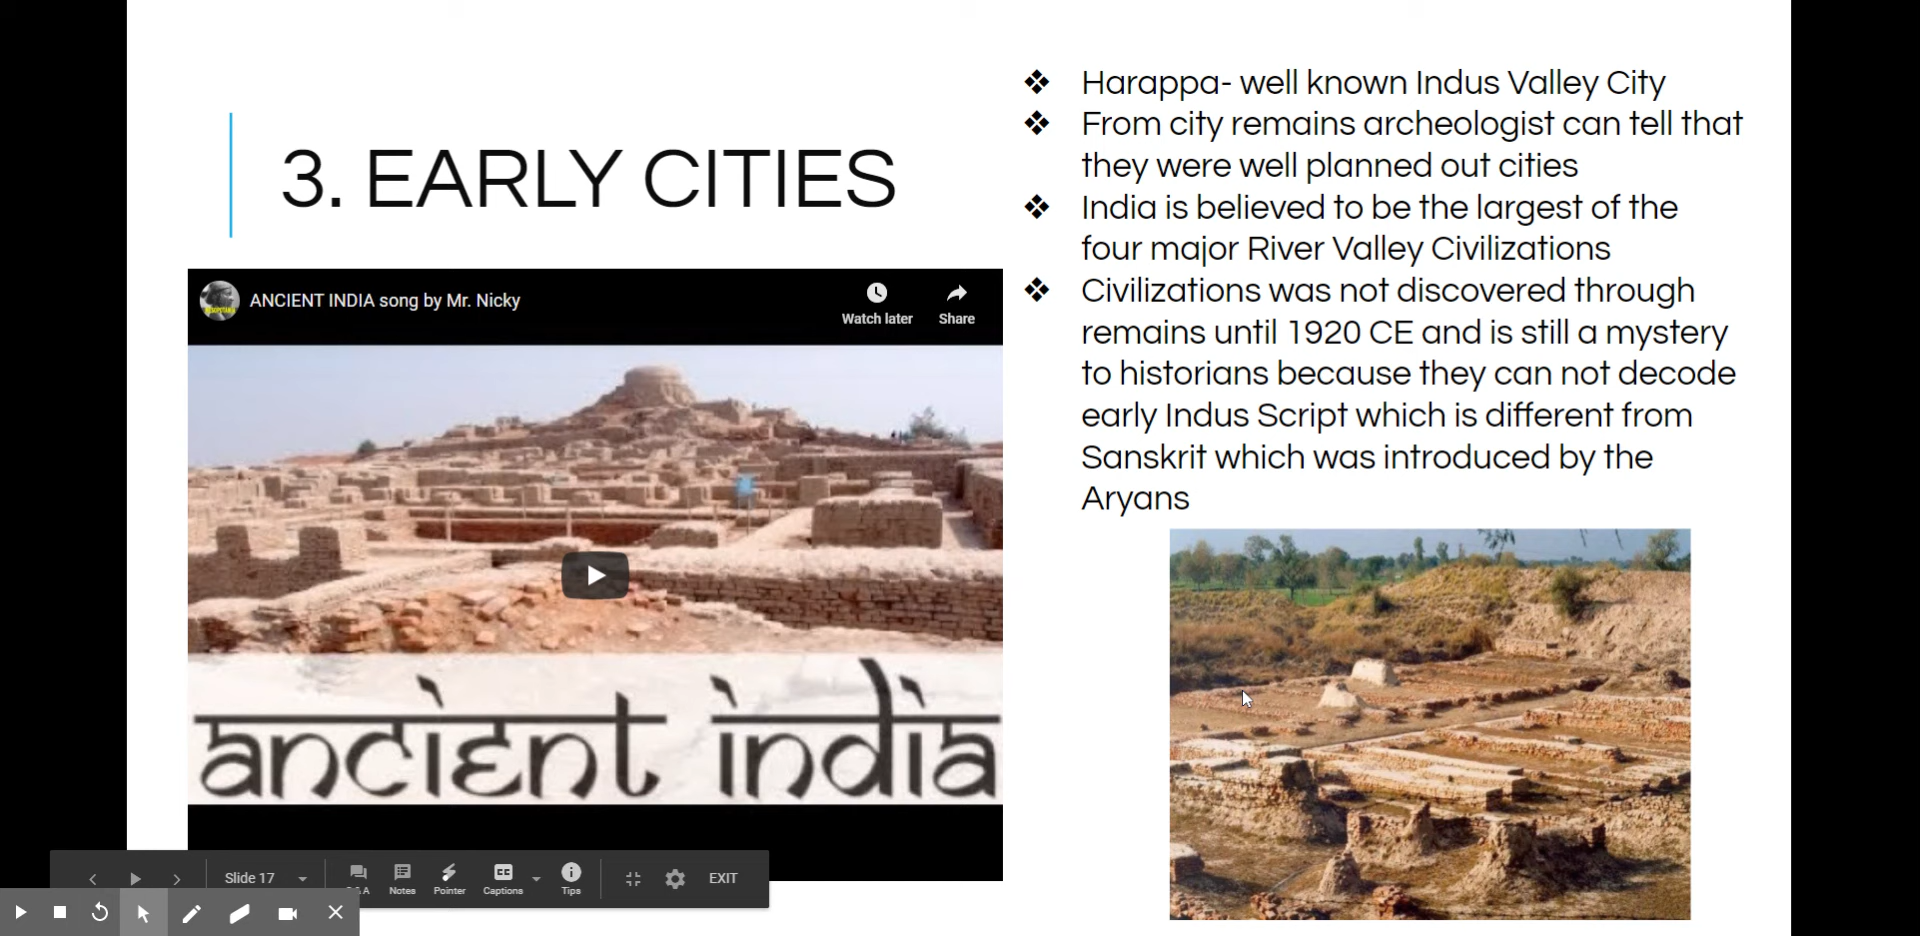 3. EARLY CITIES
ANCIENT INDIA song by Mr. Nicky
Watch later
Share
ancient india
❖ Harappa- well known Indus Valley City
❖ From city remains archeologist can tell that
they were well planned out cities
❖ India is believed to be the largest of the
four major River Valley Civilizations
❖ Civilizations was not discovered through
remains until 1920 CE and is still a mystery
to historians because they can not decode
early Indus Script which is different from
Sanskrit which was introduced by the
Aryans
Slide 17
Notes
Pointer
CC
Captions
Tips
EXIT